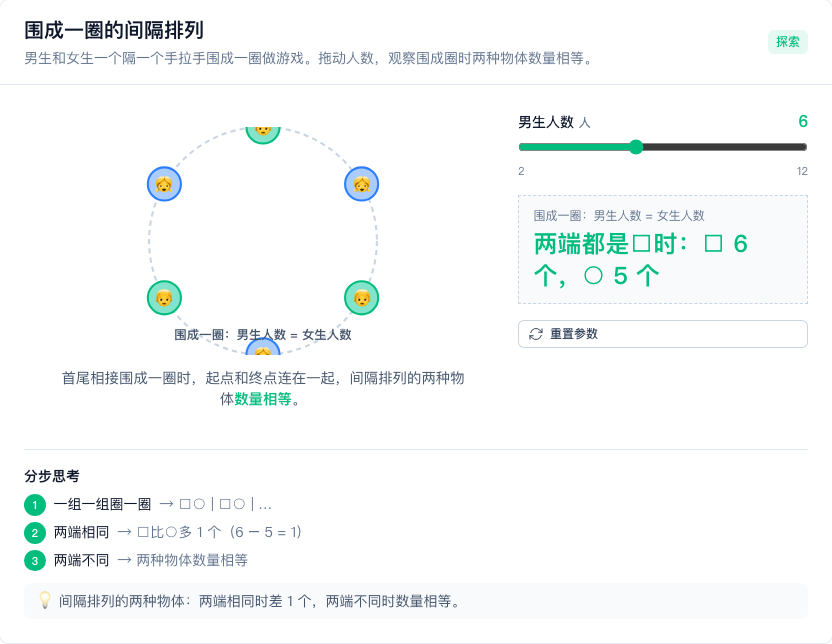 围成一圈的间隔排列
男生和女生一个隔一个手拉手围成一圈做游戏。拖动人数，观察围成圈时两种物体数量相等。
探索
围成一圈：男生人数 = 女生人数
首尾相接围成一圈时，起点和终点连在一起，间隔排列的两种物
体数量相等。
男生人数 人
6
2
12
围成一圈：男生人数 = 女生人数
两端都是□时：□ 6
个，○ 5 个
重置参数
分步思考
1 一组一组圈一圈 → □○ | □○ | …
2 两端相同 → □比○多 1 个（6 − 5 = 1）
3 两端不同 → 两种物体数量相等
间隔排列的两种物体：两端相同时差 1 个，两端不同时数量相等。